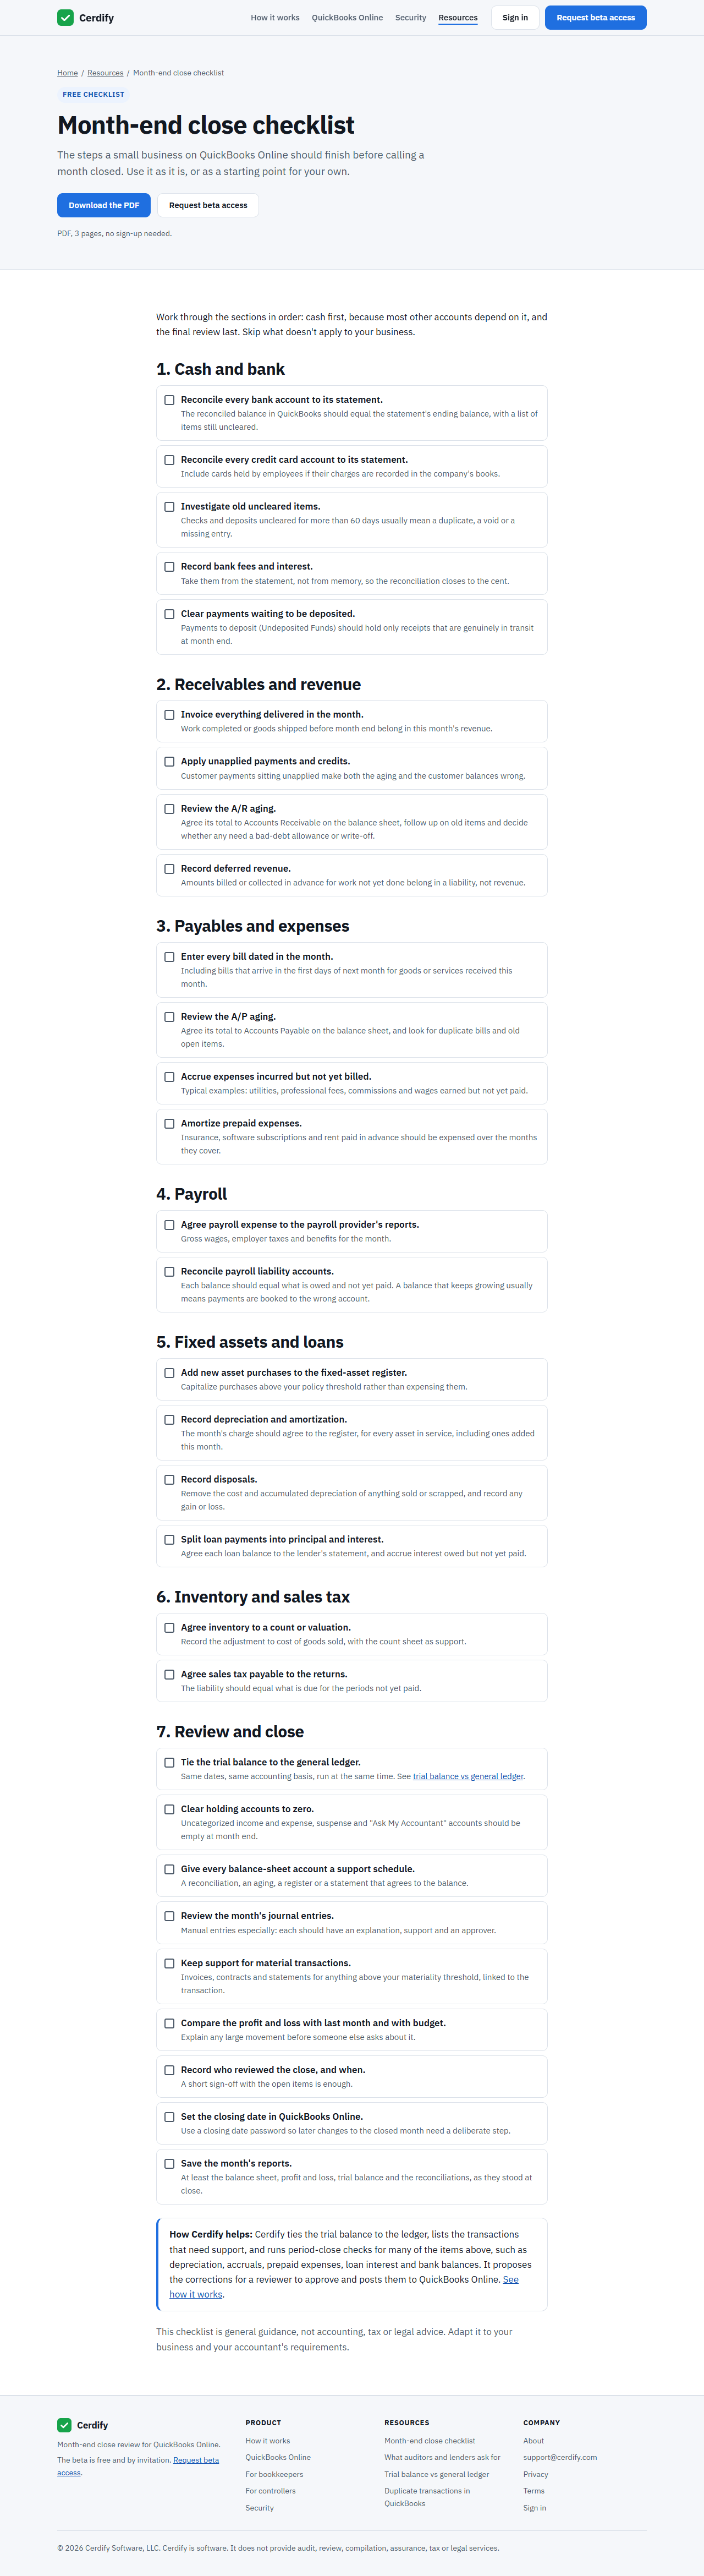 Cerdify
How it works
QuickBooks Online
Security
Resources
Sign in
Request beta access
Home / Resources / Month-end close checklist
FREE CHECKLIST
Month-end close checklist
The steps a small business on QuickBooks Online should finish before calling a
month closed. Use it as it is, or as a starting point for your own.
Download the PDF
Request beta access
PDF, 3 pages, no sign-up needed.
Work through the sections in order: cash first, because most other accounts depend on it, and
the final review last. Skip what doesn't apply to your business.
1. Cash and bank
Reconcile every bank account to its statement.
The reconciled balance in QuickBooks should equal the statement's ending balance, with a list of
items still uncleared.
Reconcile every credit card account to its statement.
Include cards held by employees if their charges are recorded in the company's books.
Investigate old uncleared items.
Checks and deposits uncleared for more than 60 days usually mean a duplicate, a void or a
missing entry.
Record bank fees and interest.
Take them from the statement, not from memory, so the reconciliation closes to the cent.
Clear payments waiting to be deposited.
Payments to deposit (Undeposited Funds) should hold only receipts that are genuinely in transit
at month end.
2. Receivables and revenue
Invoice everything delivered in the month.
Work completed or goods shipped before month end belong in this month's revenue.
Apply unapplied payments and credits.
Customer payments sitting unapplied make both the aging and the customer balances wrong.
Review the A/R aging.
Agree its total to Accounts Receivable on the balance sheet, follow up on old items and decide
whether any need a bad-debt allowance or write-off.
Record deferred revenue.
Amounts billed or collected in advance for work not yet done belong in a liability, not revenue.
3. Payables and expenses
Enter every bill dated in the month.
Including bills that arrive in the first days of next month for goods or services received this
month.
Review the A/P aging.
Agree its total to Accounts Payable on the balance sheet, and look for duplicate bills and old
open items.
Accrue expenses incurred but not yet billed.
Typical examples: utilities, professional fees, commissions and wages earned but not yet paid.
Amortize prepaid expenses.
Insurance, software subscriptions and rent paid in advance should be expensed over the months
they cover.
4. Payroll
Agree payroll expense to the payroll provider's reports.
Gross wages, employer taxes and benefits for the month.
Reconcile payroll liability accounts.
Each balance should equal what is owed and not yet paid. A balance that keeps growing usually
means payments are booked to the wrong account.
5. Fixed assets and loans
Add new asset purchases to the fixed-asset register.
Capitalize purchases above your policy threshold rather than expensing them.
Record depreciation and amortization.
The month's charge should agree to the register, for every asset in service, including ones added
this month.
Record disposals.
Remove the cost and accumulated depreciation of anything sold or scrapped, and record any
gain or loss.
Split loan payments into principal and interest.
Agree each loan balance to the lender's statement, and accrue interest owed but not yet paid.
6. Inventory and sales tax
Agree inventory to a count or valuation.
Record the adjustment to cost of goods sold, with the count sheet as support.
Agree sales tax payable to the returns.
The liability should equal what is due for the periods not yet paid.
7. Review and close
Tie the trial balance to the general ledger.
Same dates, same accounting basis, run at the same time. See trial balance vs general ledger.
Clear holding accounts to zero.
Uncategorized income and expense, suspense and "Ask My Accountant" accounts should be
empty at month end.
Give every balance-sheet account a support schedule.
A reconciliation, an aging, a register or a statement that agrees to the balance.
Review the month's journal entries.
Manual entries especially: each should have an explanation, support and an approver.
Keep support for material transactions.
Invoices, contracts and statements for anything above your materiality threshold, linked to the
transaction.
Compare the profit and loss with last month and with budget.
Explain any large movement before someone else asks about it.
Record who reviewed the close, and when.
A short sign-off with the open items is enough.
Set the closing date in QuickBooks Online.
Use a closing date password so later changes to the closed month need a deliberate step.
Save the month's reports.
At least the balance sheet, profit and loss, trial balance and the reconciliations, as they stood at
close.
How Cerdify helps: Cerdify ties the trial balance to the ledger, lists the transactions
that need support, and runs period-close checks for many of the items above, such as
depreciation, accruals, prepaid expenses, loan interest and bank balances. It proposes
the corrections for a reviewer to approve and posts them to QuickBooks Online. See
how it works.
This checklist is general guidance, not accounting, tax or legal advice. Adapt it to your
business and your accountant's requirements.
Cerdify
Month-end close review for QuickBooks Online.
The beta is free and by invitation. Request beta
access.
PRODUCT
How it works
QuickBooks Online
For bookkeepers
For controllers
Security
RESOURCES
Month-end close checklist
What auditors and lenders ask for
Trial balance vs general ledger
Duplicate transactions in
QuickBooks
COMPANY
About
support@cerdify.com
Privacy
Terms
Sign in
© 2026 Cerdify Software, LLC. Cerdify is software. It does not provide audit, review, compilation, assurance, tax or legal services.